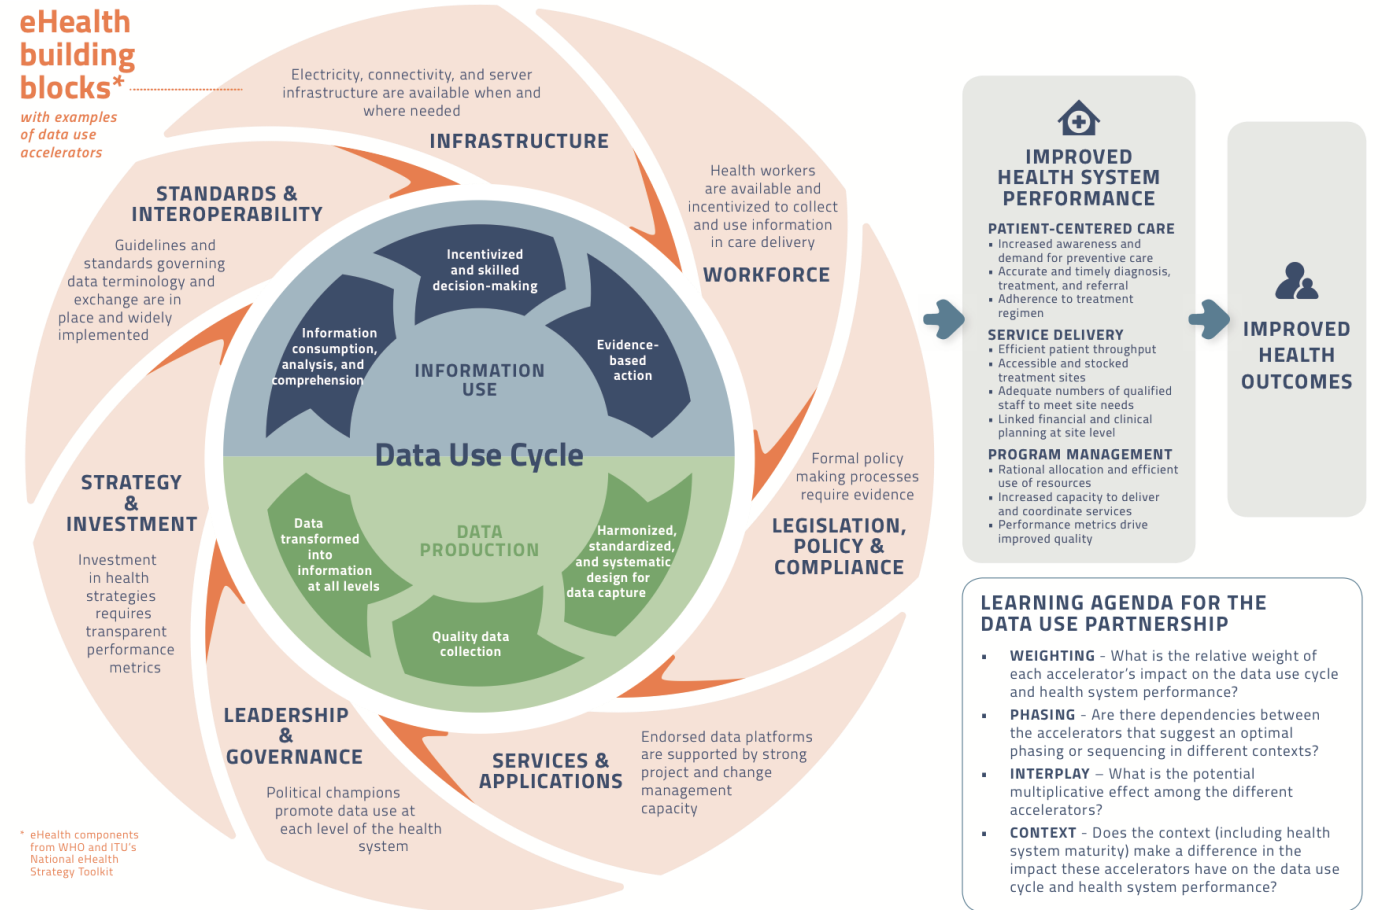 eHealth
building
blocks*
with examples
of data use
accelerators
Electricity, connectivity, and server
infrastructure are available when and
where needed
INFRASTRUCTURE
Health workers
are available and
incentivized to collect
and use information
in care delivery
WORKFORCE
Formal policy
making processes
require evidence
LEGISLATION,
POLICY &
COMPLIANCE
Endorsed data platforms
are supported by strong
project and change
management
capacity
SERVICES &
APPLICATIONS
LEADERSHIP
&
GOVERNANCE
Political champions
promote data use at
each level of the health
system
STRATEGY
&
INVESTMENT
Investment
in health
strategies
requires
transparent
performance
metrics
STANDARDS &
INTEROPERABILITY
Guidelines and
standards governing
data terminology and
exchange are in
place and widely
implemented
Data Use Cycle
INFORMATION
USE
Information
consumption,
analysis, and
comprehension
Incentivized
and skilled
decision-making
Evidence-
based
action
DATA
PRODUCTION
Harmonized,
standardized,
and systematic
design for
data capture
Quality data
collection
Data
transformed
into
information
at all levels
* eHealth components
from WHO and ITU's
National eHealth
Strategy Toolkit
IMPROVED
HEALTH SYSTEM
PERFORMANCE
PATIENT-CENTERED CARE
▪ Increased awareness and
demand for preventive care
▪ Accurate and timely diagnosis,
treatment, and referral
▪ Adherence to treatment
regimen
SERVICE DELIVERY
▪ Efficient patient throughput
▪ Accessible and stocked
treatment sites
▪ Adequate numbers of qualified
staff to meet site needs
▪ Linked financial and clinical
planning at site level
PROGRAM MANAGEMENT
▪ Rational allocation and efficient
use of resources
▪ Increased capacity to deliver
and coordinate services
▪ Performance metrics drive
improved quality
IMPROVED
HEALTH
OUTCOMES
LEARNING AGENDA FOR THE
DATA USE PARTNERSHIP
▪ WEIGHTING - What is the relative weight of
each accelerator's impact on the data use cycle
and health system performance?
▪ PHASING - Are there dependencies between
the accelerators that suggest an optimal
phasing or sequencing in different contexts?
▪ INTERPLAY – What is the potential
multiplicative effect among the different
accelerators?
▪ CONTEXT - Does the context (including health
system maturity) make a difference in the
impact these accelerators have on the data use
cycle and health system performance?